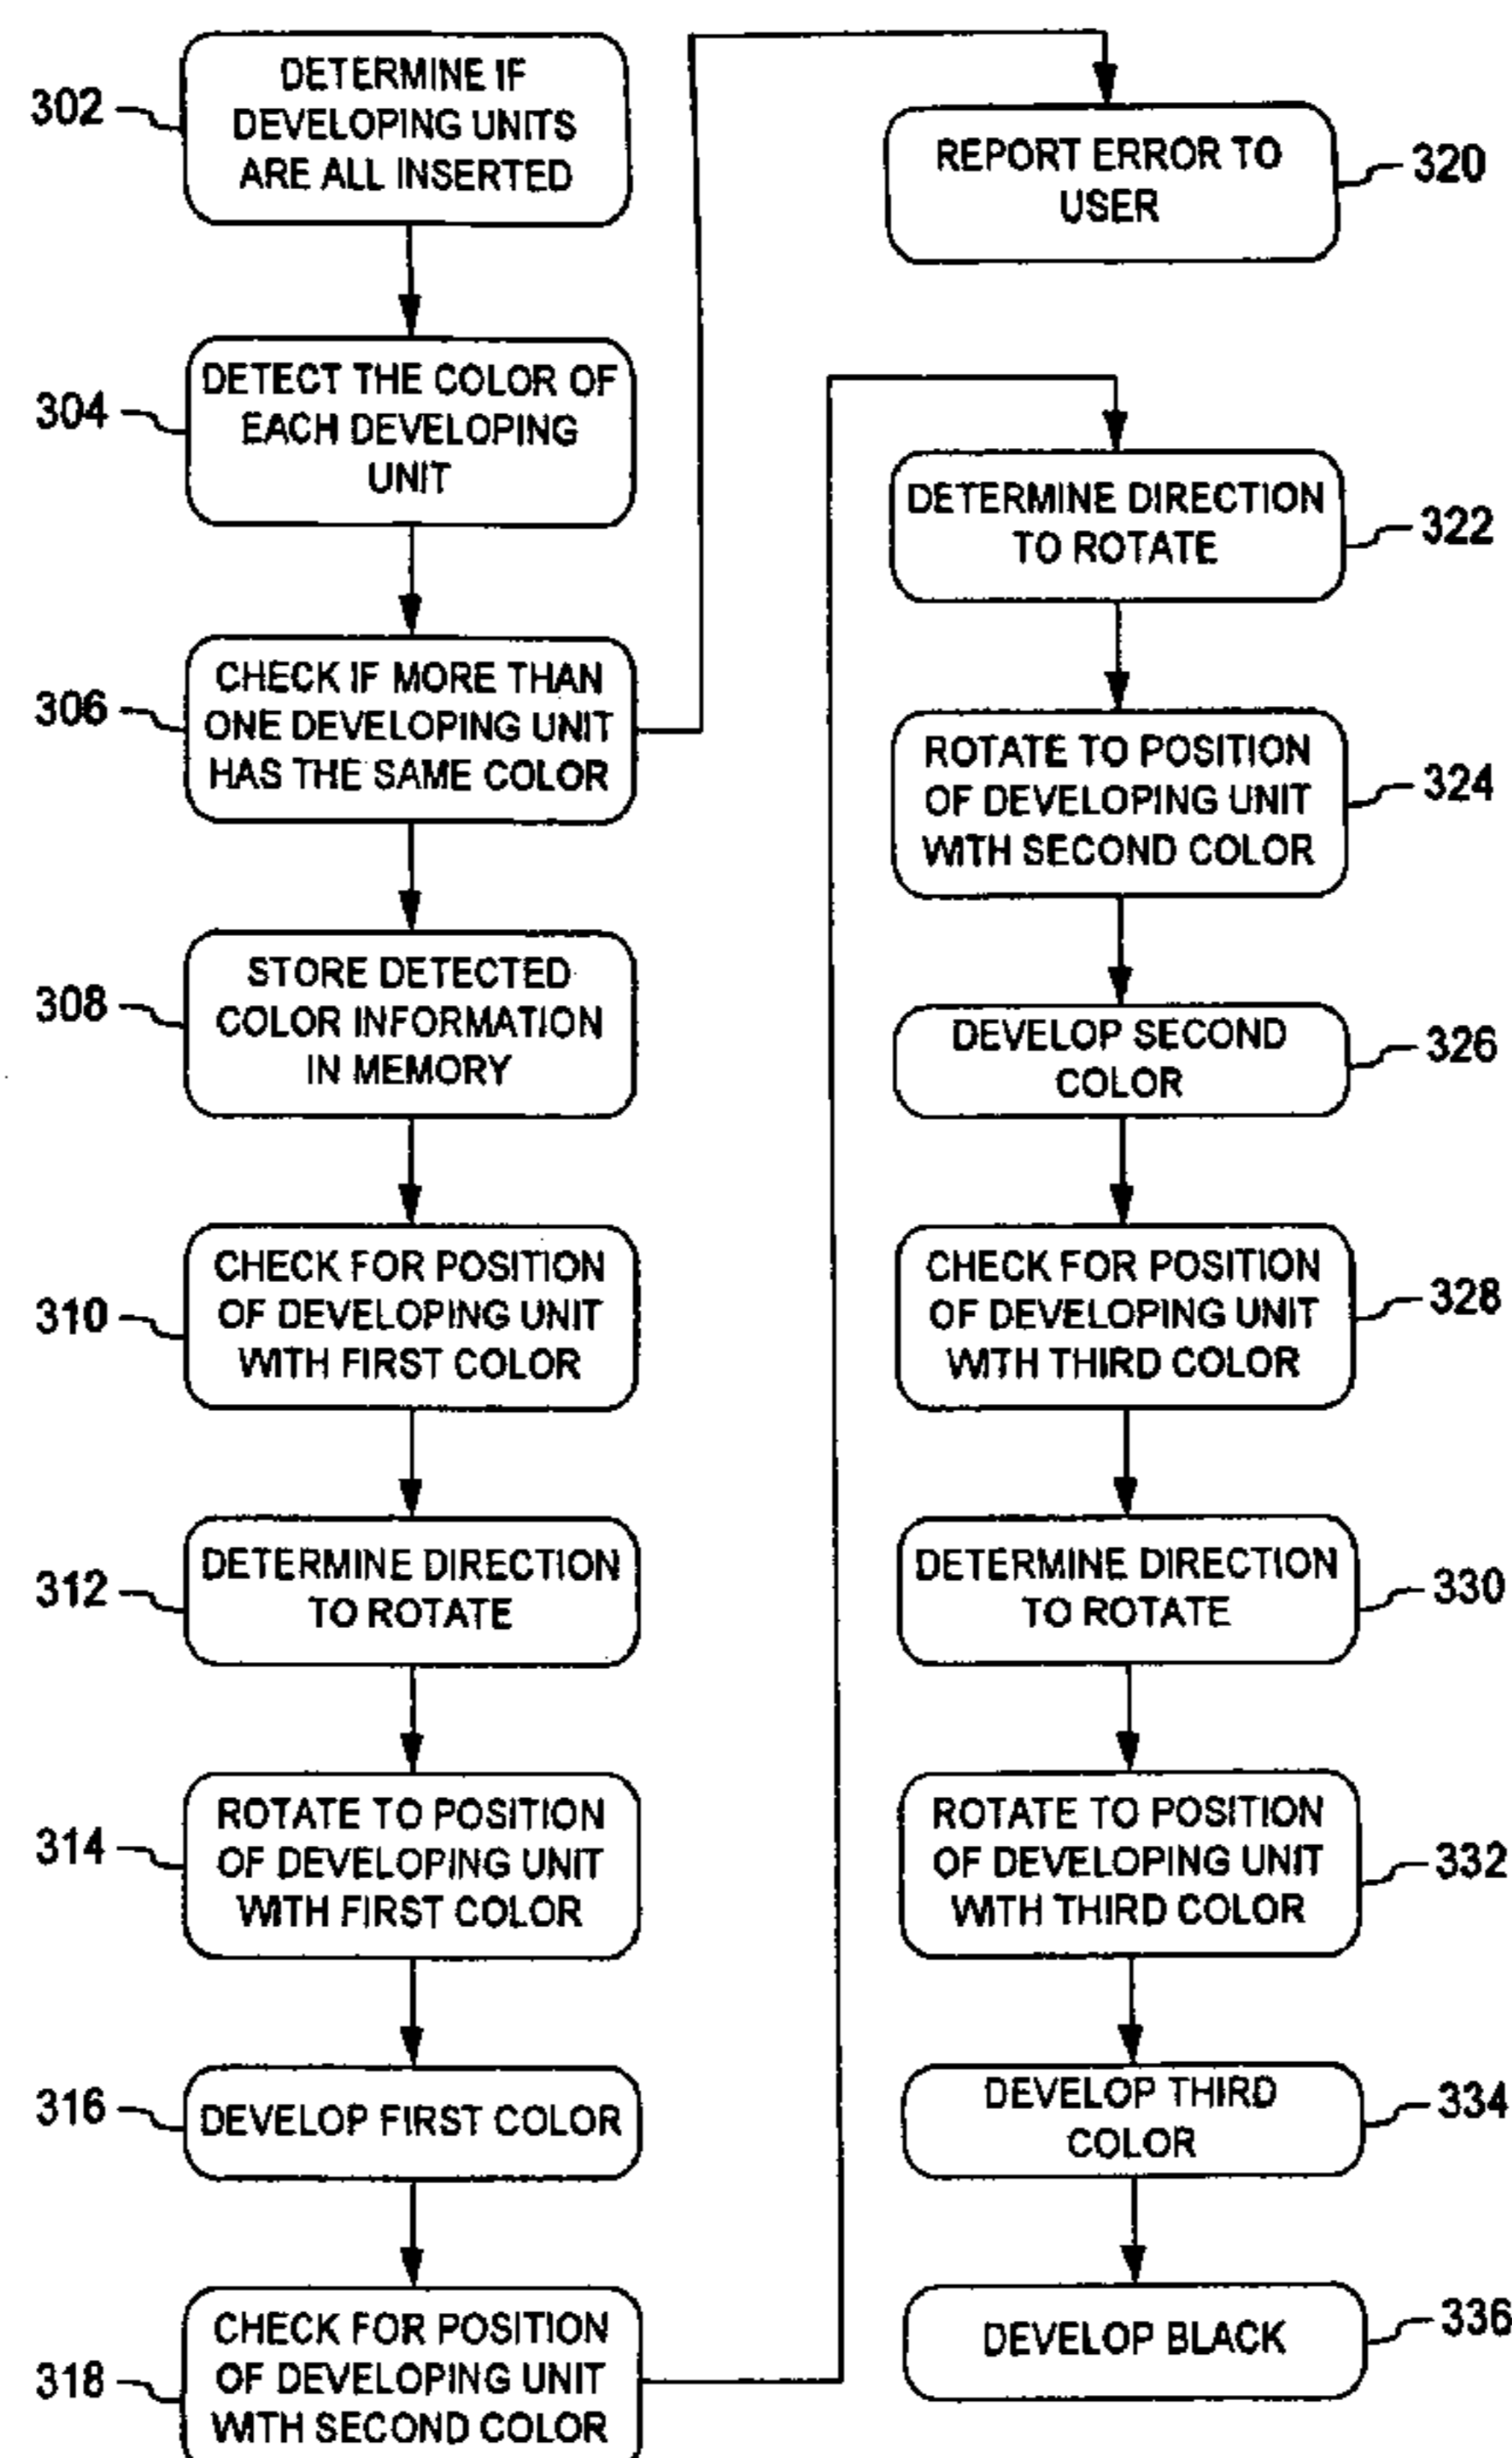 302
DETERMINE IF
DEVELOPING UNITS
ARE ALL INSERTED
304
DETECT THE COLOR OF
EACH DEVELOPING
UNIT
306
CHECK IF MORE THAN
ONE DEVELOPING UNIT
HAS THE SAME COLOR
308
STORE DETECTED
COLOR INFORMATION
IN MEMORY
310
CHECK FOR POSITION
OF DEVELOPING UNIT
WITH FIRST COLOR
312
DETERMINE DIRECTION
TO ROTATE
314
ROTATE TO POSITION
OF DEVELOPING UNIT
WITH FIRST COLOR
316
DEVELOP FIRST COLOR
318
CHECK FOR POSITION
OF DEVELOPING UNIT
WITH SECOND COLOR
REPORT ERROR TO
USER
320
DETERMINE DIRECTION
TO ROTATE
322
ROTATE TO POSITION
OF DEVELOPING UNIT
WITH SECOND COLOR
324
DEVELOP SECOND
COLOR
326
CHECK FOR POSITION
OF DEVELOPING UNIT
WITH THIRD COLOR
328
DETERMINE DIRECTION
TO ROTATE
330
ROTATE TO POSITION
OF DEVELOPING UNIT
WITH THIRD COLOR
332
DEVELOP THIRD
COLOR
334
DEVELOP BLACK
336